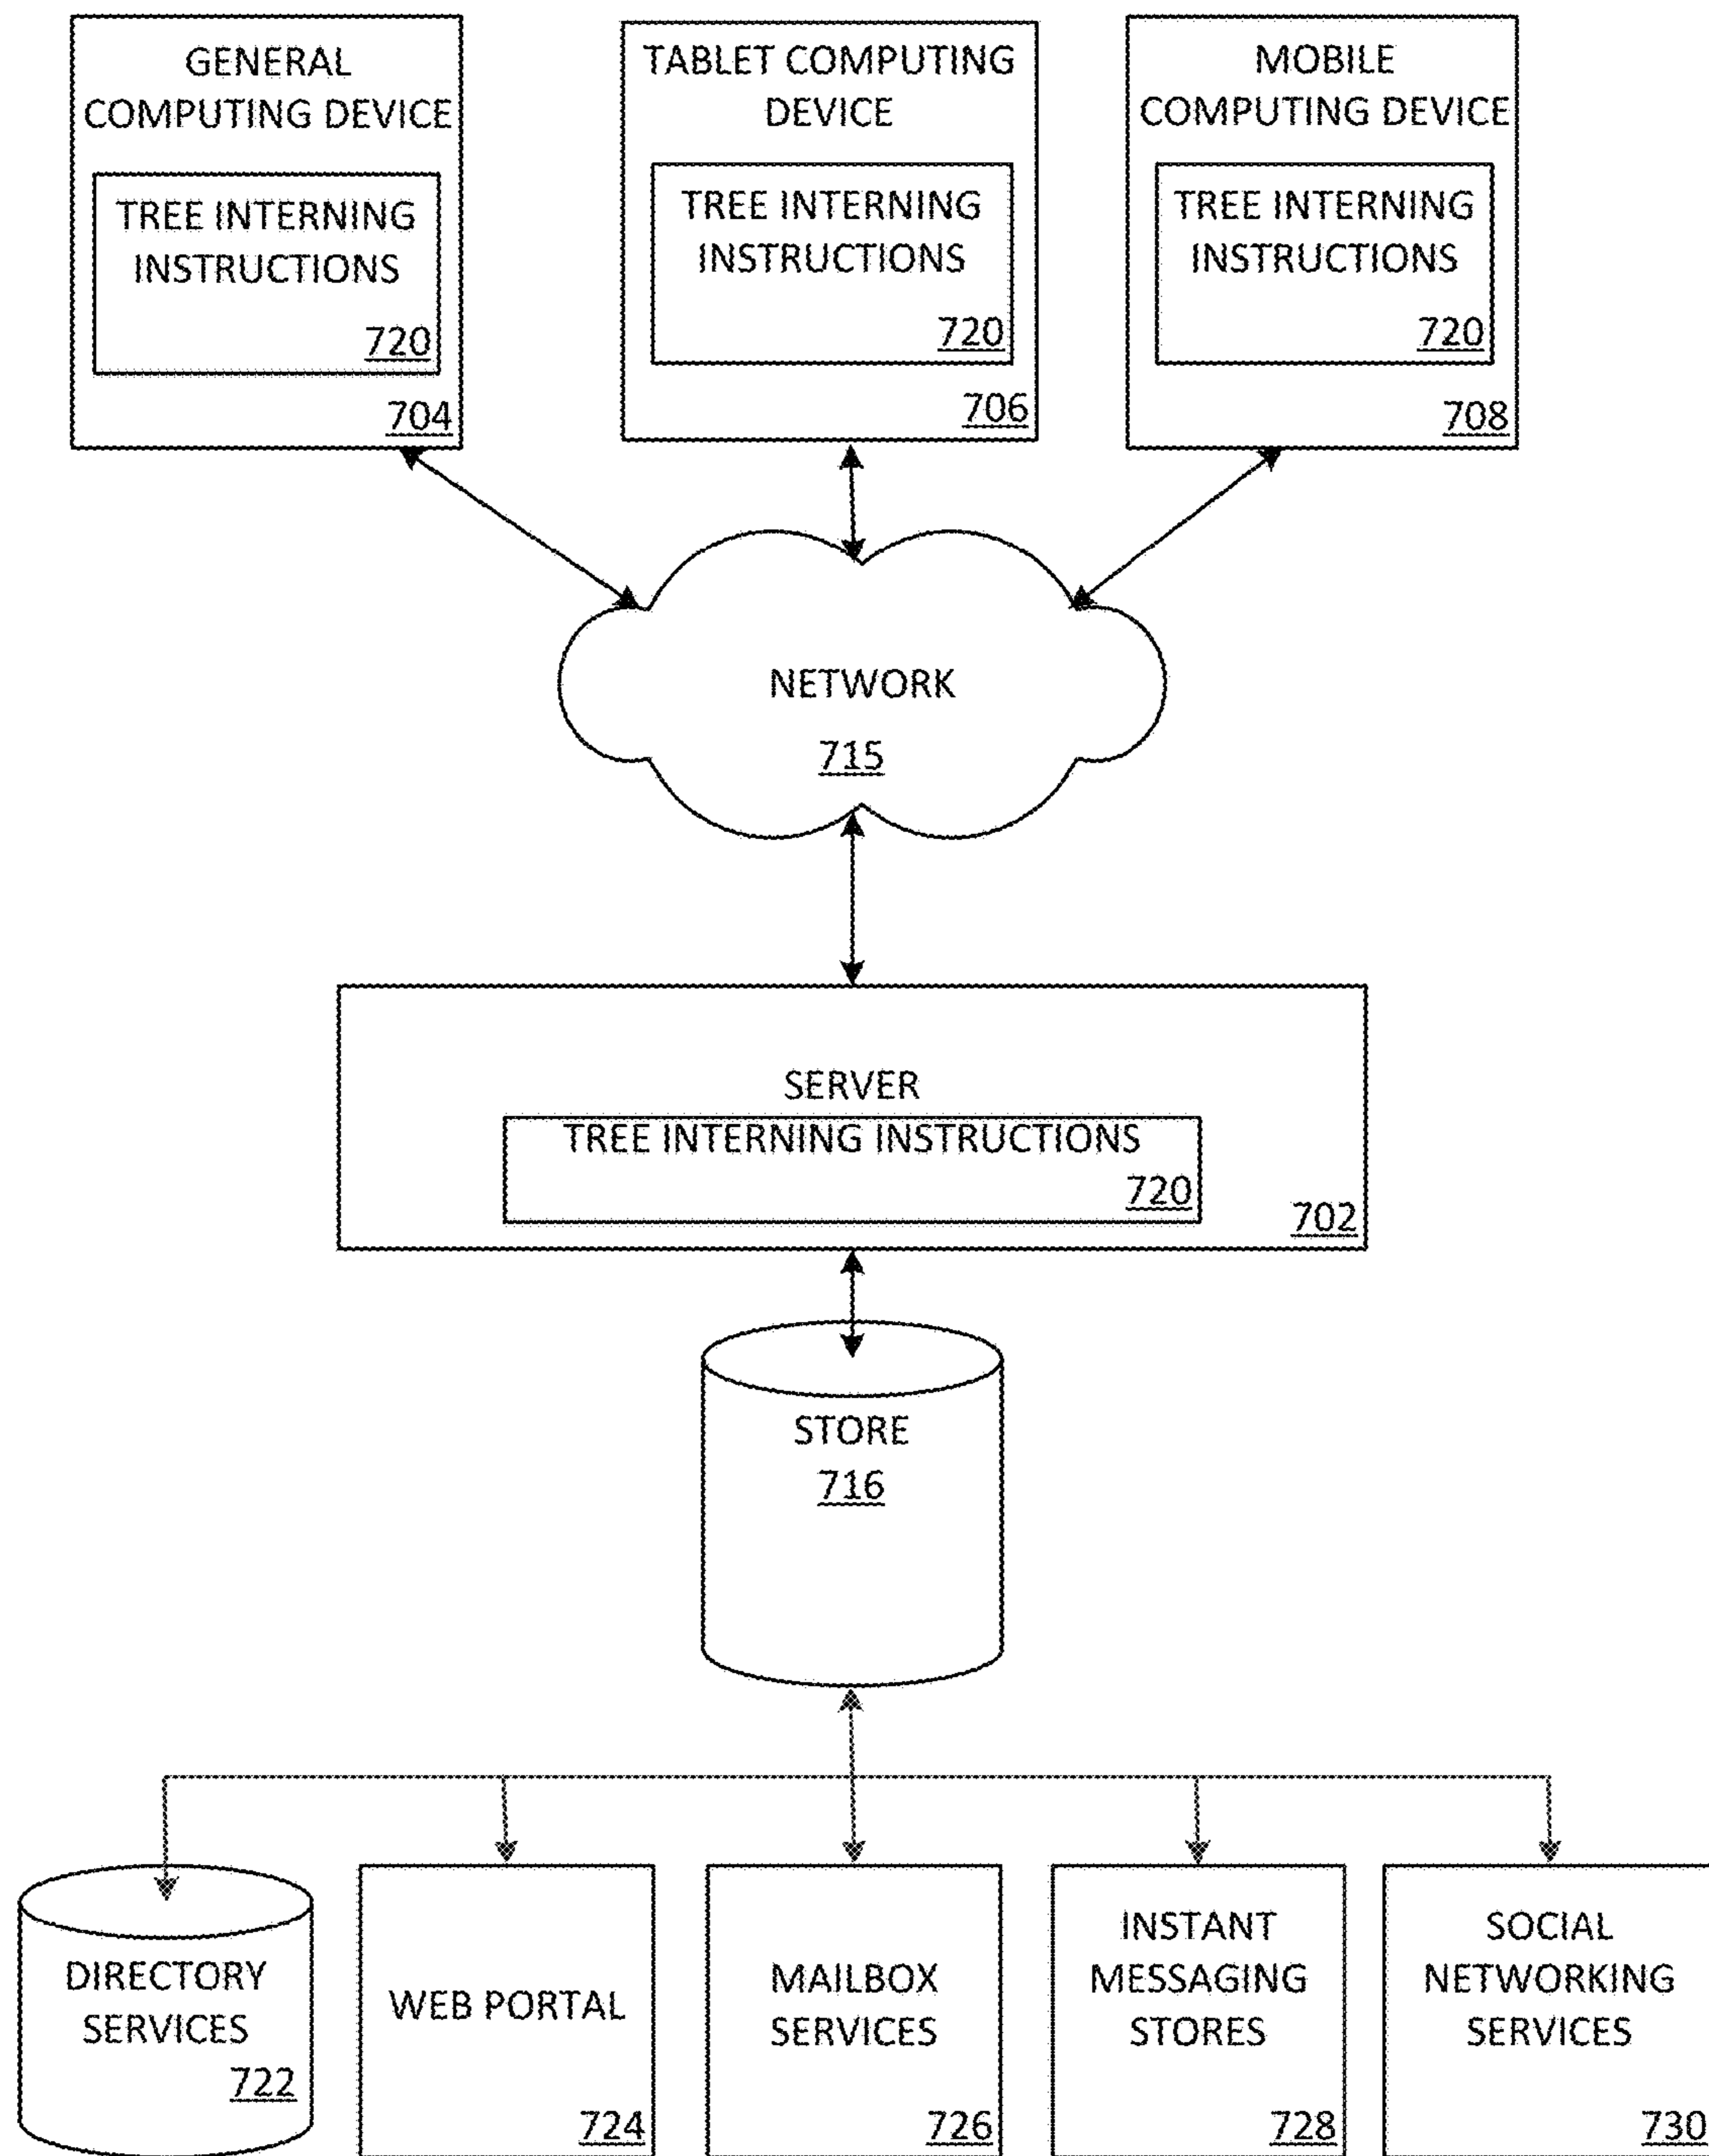 GENERAL
COMPUTING DEVICE
TREE INTERNING
INSTRUCTIONS
720
704
TABLET COMPUTING
DEVICE
TREE INTERNING
INSTRUCTIONS
720
706
MOBILE
COMPUTING DEVICE
TREE INTERNING
INSTRUCTIONS
720
708
NETWORK
715
SERVER
TREE INTERNING INSTRUCTIONS
720
702
STORE
716
DIRECTORY
SERVICES
722
WEB PORTAL
724
MAILBOX
SERVICES
726
INSTANT
MESSAGING
STORES
728
SOCIAL
NETWORKING
SERVICES
730